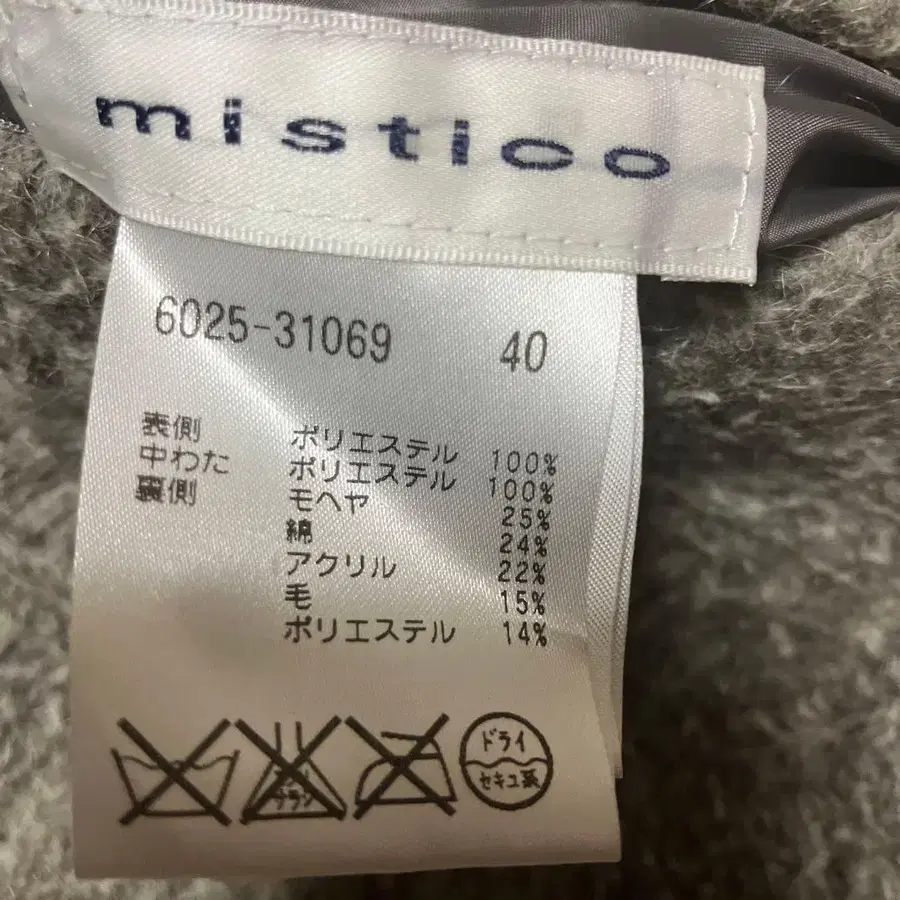 mistico
6025-31069 40
表側 ポリエステル 100%
中わた ポリエステル 100%
裏側 モヘヤ 25%
綿 24%
アクリル 22%
毛 15%
ポリエステル 14%
ドライ
セキユ系